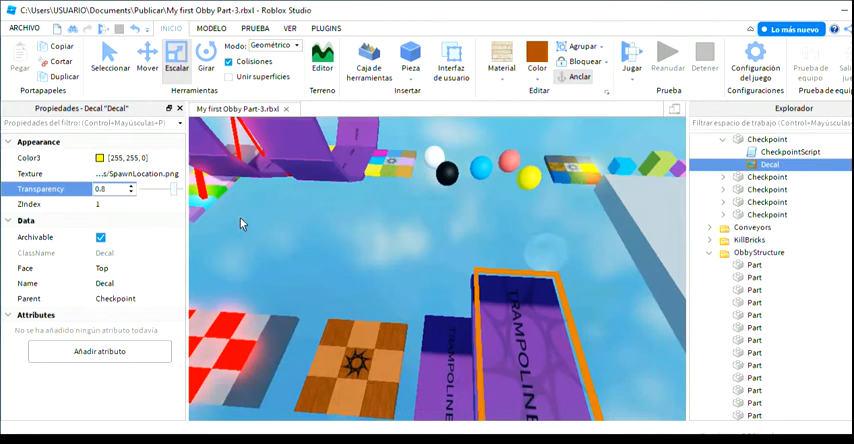 C:\Users\USUARIO\Documents\Publicar\My first Obby Part-3.rbxl - Roblox Studio
ARCHIVO
INICIO
MODELO
PRUEBA
VER
PLUGINS
Lo más nuevo
Pegar
Copiar
Cortar
Duplicar
Portapapeles
Seleccionar
Mover
Escalar
Girar
Modo: Geométrico
Colisiones
Unir superficies
Herramientas
Editor
Terreno
Caja de herramientas
Pieza
Interfaz de usuario
Insertar
Material
Color
Agrupar
Bloquear
Anclar
Editar
Jugar
Reanudar
Detener
Prueba
Configuración del juego
Configuraciones
Prueba de equipo
Prueba de equip
Propiedades - Decal "Decal"
Propiedades del filtro: (Control+Mayúsculas+P)
Appearance
Color3 [255, 255, 0]
Texture ...s/SpawnLocation.png
Transparency 0.8
ZIndex 1
Data
Archivable
ClassName Decal
Face Top
Name Decal
Parent Checkpoint
Attributes
No se ha añadido ningún atributo todavía
Añadir atributo
My first Obby Part-3.rbxl
TRAMPOLINE
TRAMPOLINE
Explorador
Filtrar espacio de trabajo (Control+Mayúsculas+
Checkpoint
CheckpointScript
Decal
Checkpoint
Checkpoint
Checkpoint
Checkpoint
Conveyors
KillBricks
ObbyStructure
Part
Part
Part
Part
Part
Part
Part
Part
Part
Part
Part
Part
Part